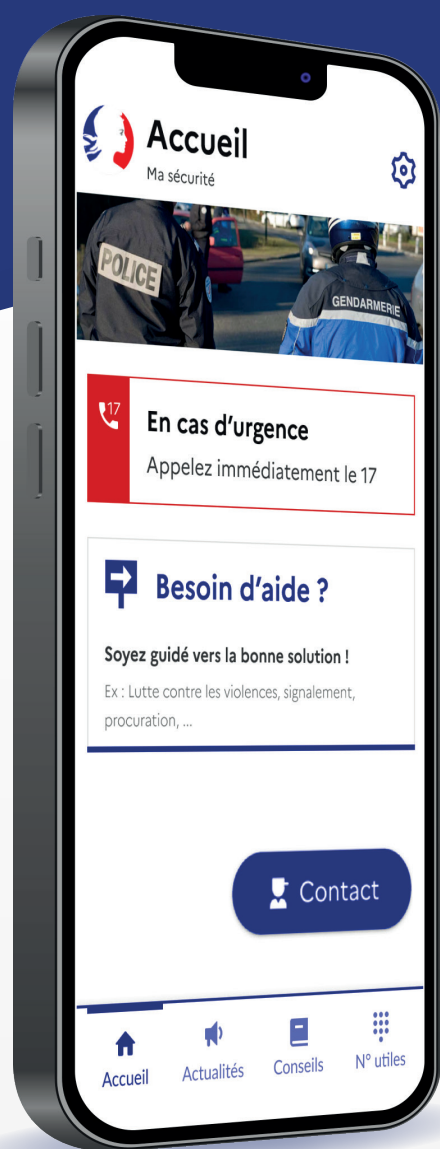 Accueil
Ma sécurité
POLICE
GENDARMERIE
17
En cas d'urgence
Appelez immédiatement le 17
Besoin d'aide ?
Soyez guidé vers la bonne solution !
Ex : Lutte contre les violences, signalement,
procuration, ...
Contact
Accueil
Actualités
Conseils
N° utiles